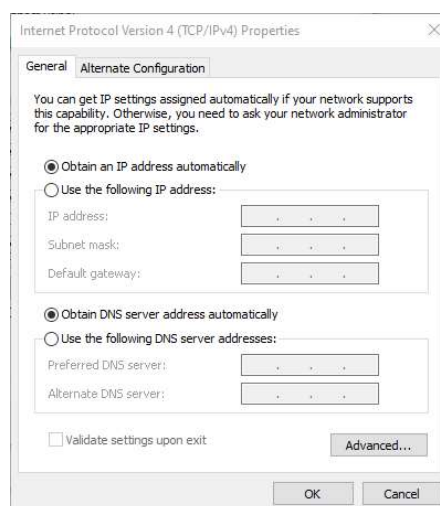 Internet Protocol Version 4 (TCP/IPv4) Properties
General
Alternate Configuration
You can get IP settings assigned automatically if your network supports
this capability. Otherwise, you need to ask your network administrator
for the appropriate IP settings.
Obtain an IP address automatically
Use the following IP address:
IP address:
Subnet mask:
Default gateway:
Obtain DNS server address automatically
Use the following DNS server addresses:
Preferred DNS server:
Alternate DNS server:
Validate settings upon exit
Advanced...
OK
Cancel